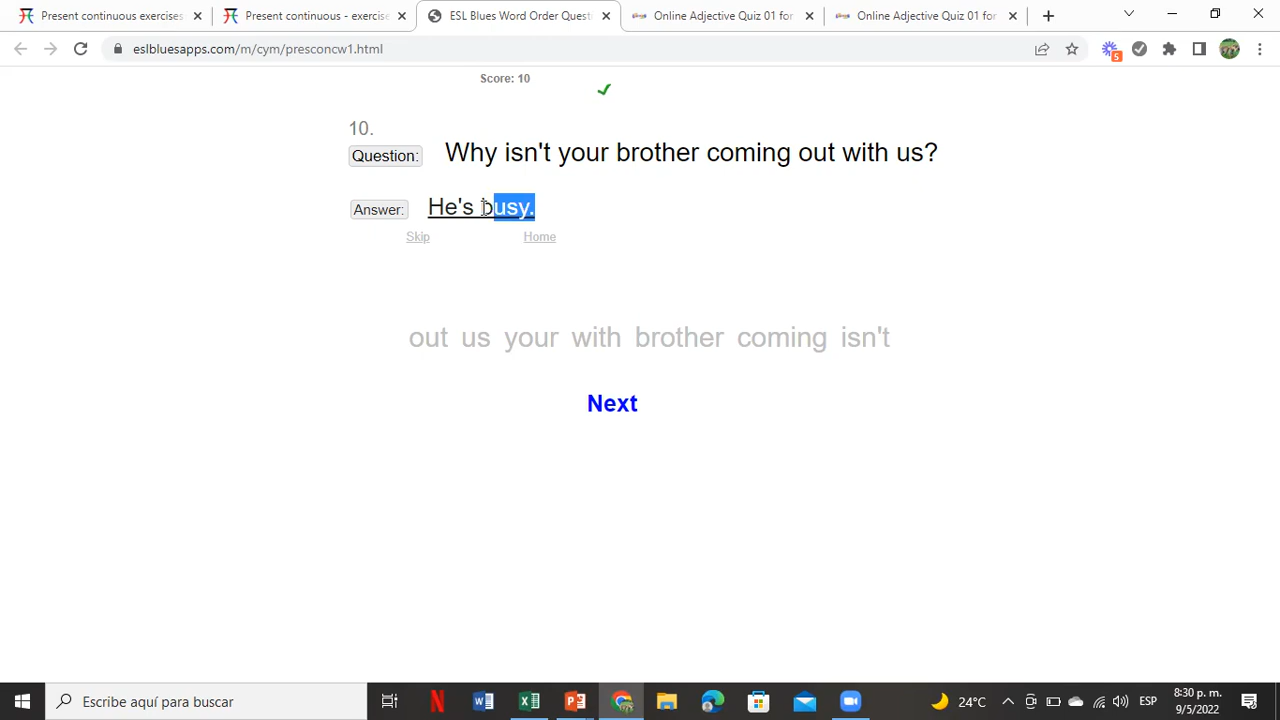 Present continuous exercises
Present continuous - exercise
ESL Blues Word Order Quest
Online Adjective Quiz 01 for
Online Adjective Quiz 01 for
eslbluesapps.com/m/cym/presconcw1.html
5
Score: 10
10.
Question: Why isn't your brother coming out with us?
Answer: He's busy.
Skip Home
out us your with brother coming isn't
Next
Escribe aquí para buscar
24°C
ESP
8:30 p. m.
9/5/2022